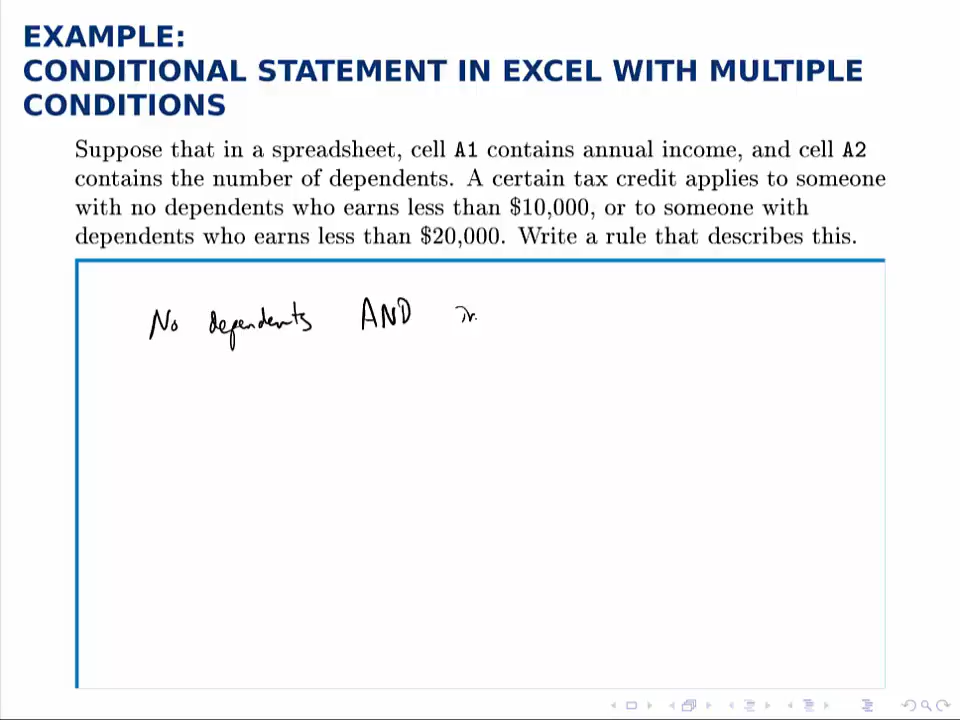 EXAMPLE:
CONDITIONAL STATEMENT IN EXCEL WITH MULTIPLE
CONDITIONS
Suppose that in a spreadsheet, cell A1 contains annual income, and cell A2
contains the number of dependents. A certain tax credit applies to someone
with no dependents who earns less than $10,000, or to someone with
dependents who earns less than $20,000. Write a rule that describes this.
No dependents AND in